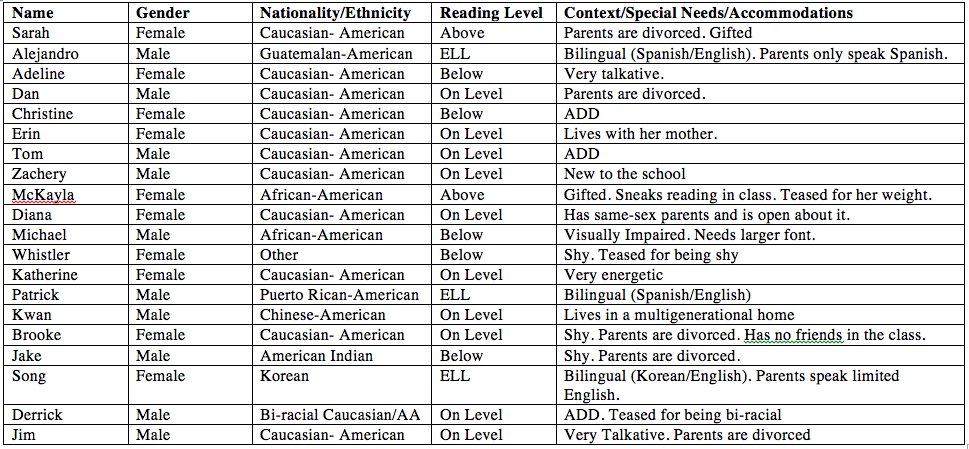 Name Gender Nationality/Ethnicity Reading Level Context/Special Needs/Accommodations
Sarah Female Caucasian- American Above Parents are divorced. Gifted
Alejandro Male Guatemalan-American ELL Bilingual (Spanish/English). Parents only speak Spanish.
Adeline Female Caucasian- American Below Very talkative.
Dan Male Caucasian- American On Level Parents are divorced.
Christine Female Caucasian- American Below ADD
Erin Female Caucasian- American On Level Lives with her mother.
Tom Male Caucasian- American On Level ADD
Zachery Male Caucasian- American On Level New to the school
McKayla Female African-American Above Gifted. Sneaks reading in class. Teased for her weight.
Diana Female Caucasian- American On Level Has same-sex parents and is open about it.
Michael Male African-American Below Visually Impaired. Needs larger font.
Whistler Female Other Below Shy. Teased for being shy
Katherine Female Caucasian- American On Level Very energetic
Patrick Male Puerto Rican-American ELL Bilingual (Spanish/English)
Kwan Male Chinese-American On Level Lives in a multigenerational home
Brooke Female Caucasian- American On Level Shy. Parents are divorced. Has no friends in the class.
Jake Male American Indian Below Shy. Parents are divorced.
Song Female Korean ELL Bilingual (Korean/English). Parents speak limited
English.
Derrick Male Bi-racial Caucasian/AA On Level ADD. Teased for being bi-racial
Jim Male Caucasian- American On Level Very Talkative. Parents are divorced